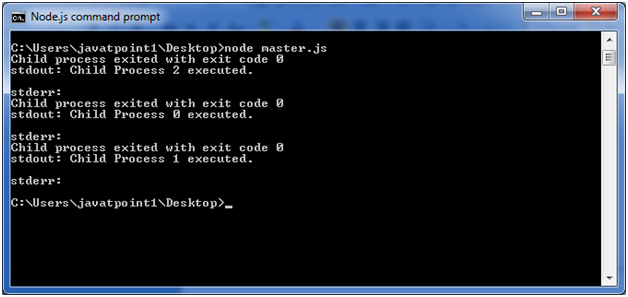 Node.js command prompt
C:\Users\javatpoint1\Desktop>node master.js
Child process exited with exit code 0
stdout: Child Process 2 executed.
stderr:
Child process exited with exit code 0
stdout: Child Process 0 executed.
stderr:
Child process exited with exit code 0
stdout: Child Process 1 executed.
stderr:
C:\Users\javatpoint1\Desktop>_